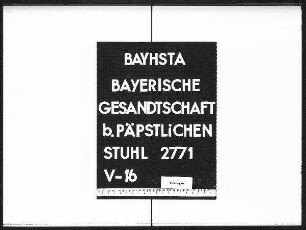 BAYHSTA
BAYERISCHE
GESANDTSCHAFT
b. PÄPSTLiCHEN
STUHL 2771
V-16